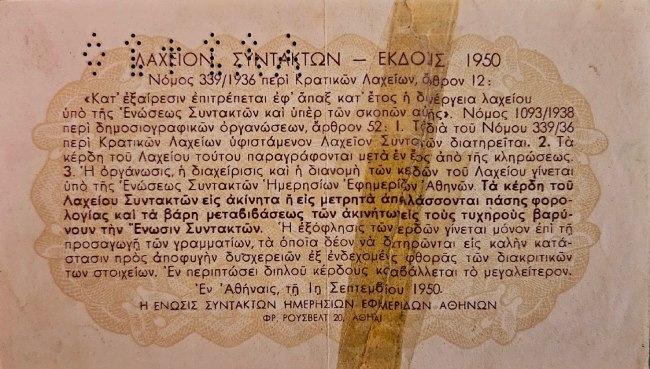 ΛΑΧΕΙΟΝ ΣΥΝΤΑΚΤΩΝ — ΕΚΔΟΣΙΣ 1950
Νόμος 339/1936 περὶ Κρατικῶν Λαχείων, ἄρθρον 12:
«Κατ' ἐξαίρεσιν ἐπιτρέπεται ἐφ' ἅπαξ κατ' ἔτος ἡ διενέργεια λαχείου
ὑπὸ τῆς Ἑνώσεως Συντακτῶν καὶ ὑπὲρ τῶν σκοπῶν αὐτῆς». Νόμος 1093/1938
περὶ δημοσιογραφικῶν ὀργανώσεων, ἄρθρον 52: 1. Τὸ διὰ τοῦ Νόμου 339/36
περὶ Κρατικῶν Λαχείων ὑφιστάμενον Λαχεῖον Συντακτῶν διατηρεῖται. 2. Τὰ
κέρδη τοῦ Λαχείου τούτου παραγράφονται μετὰ ἓν ἔτος ἀπὸ τῆς κληρώσεως.
3. Ἡ ὀργάνωσις, ἡ διαχείρισις καὶ ἡ διανομὴ τῶν κερδῶν τοῦ Λαχείου γίνεται
ὑπὸ τῆς Ἑνώσεως Συντακτῶν Ἡμερησίων Ἐφημερίδων Ἀθηνῶν. Τὰ κέρδη τοῦ
Λαχείου Συντακτῶν εἰς ἀκίνητα ἢ εἰς μετρητὰ ἀπαλλάσσονται πάσης φορο-
λογίας καὶ τὰ βάρη μεταβιβάσεως τῶν ἀκινήτων εἰς τοὺς τυχηροὺς βαρύ-
νουν τὴν Ἕνωσιν Συντακτῶν. Ἡ ἐξόφλησις τῶν κερδῶν γίνεται μόνον ἐπὶ τῇ
προσαγωγῇ τῶν γραμματίων, τὰ ὁποῖα δέον νὰ διατηρῶνται εἰς καλὴν κατά-
στασιν πρὸς ἀποφυγὴν δυσχερειῶν ἐξ ἐνδεχομένης φθορᾶς τῶν διακριτικῶν
των στοιχείων. Ἐν περιπτώσει διπλοῦ κέρδους καταβάλλεται τὸ μεγαλείτερον.
Ἐν Ἀθήναις, τῇ 1ῃ Σεπτεμβρίου 1950.
Η ΕΝΩΣΙΣ ΣΥΝΤΑΚΤΩΝ ΗΜΕΡΗΣΙΩΝ ΕΦΗΜΕΡΙΔΩΝ ΑΘΗΝΩΝ
ΦΡ. ΡΟΥΣΒΕΛΤ 20, ΑΘΗΝΑΙ